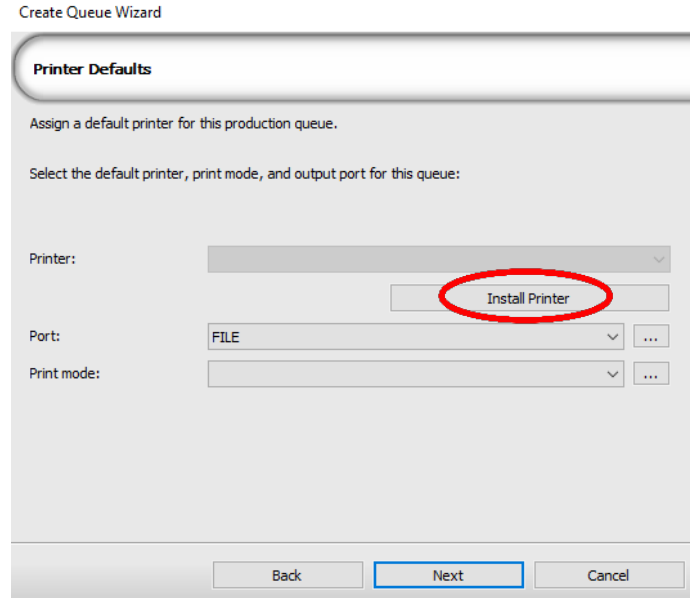 Create Queue Wizard
Printer Defaults
Assign a default printer for this production queue.
Select the default printer, print mode, and output port for this queue:
Printer:
Install Printer
Port:
FILE
...
Print mode:
...
Back
Next
Cancel